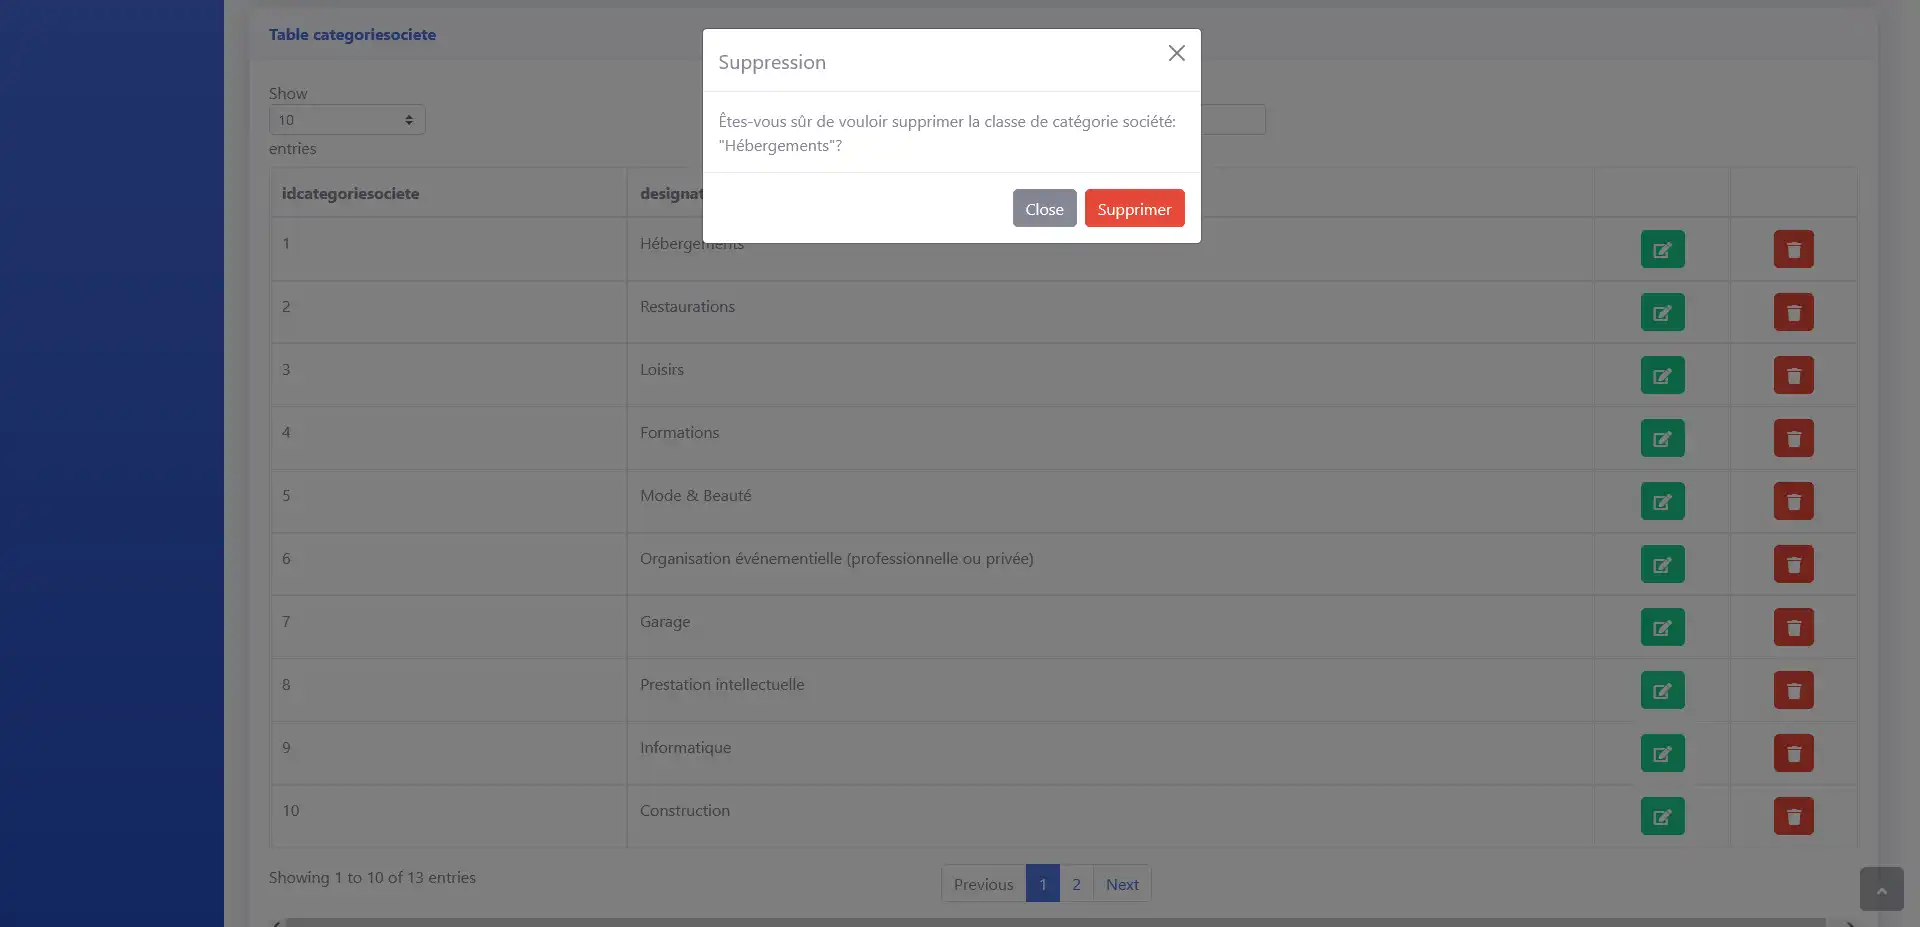 Table categoriesociete
Suppression
Êtes-vous sûr de vouloir supprimer la classe de catégorie société:
"Hébergements"?
Close Supprimer
Show
10
entries
idcategoriesociete
1 Hébergements
2 Restaurations
3 Loisirs
4 Formations
5 Mode & Beauté
6 Organisation événementielle (professionnelle ou privée)
7 Garage
8 Prestation intellectuelle
9 Informatique
10 Construction
Showing 1 to 10 of 13 entries
Previous 1 2 Next